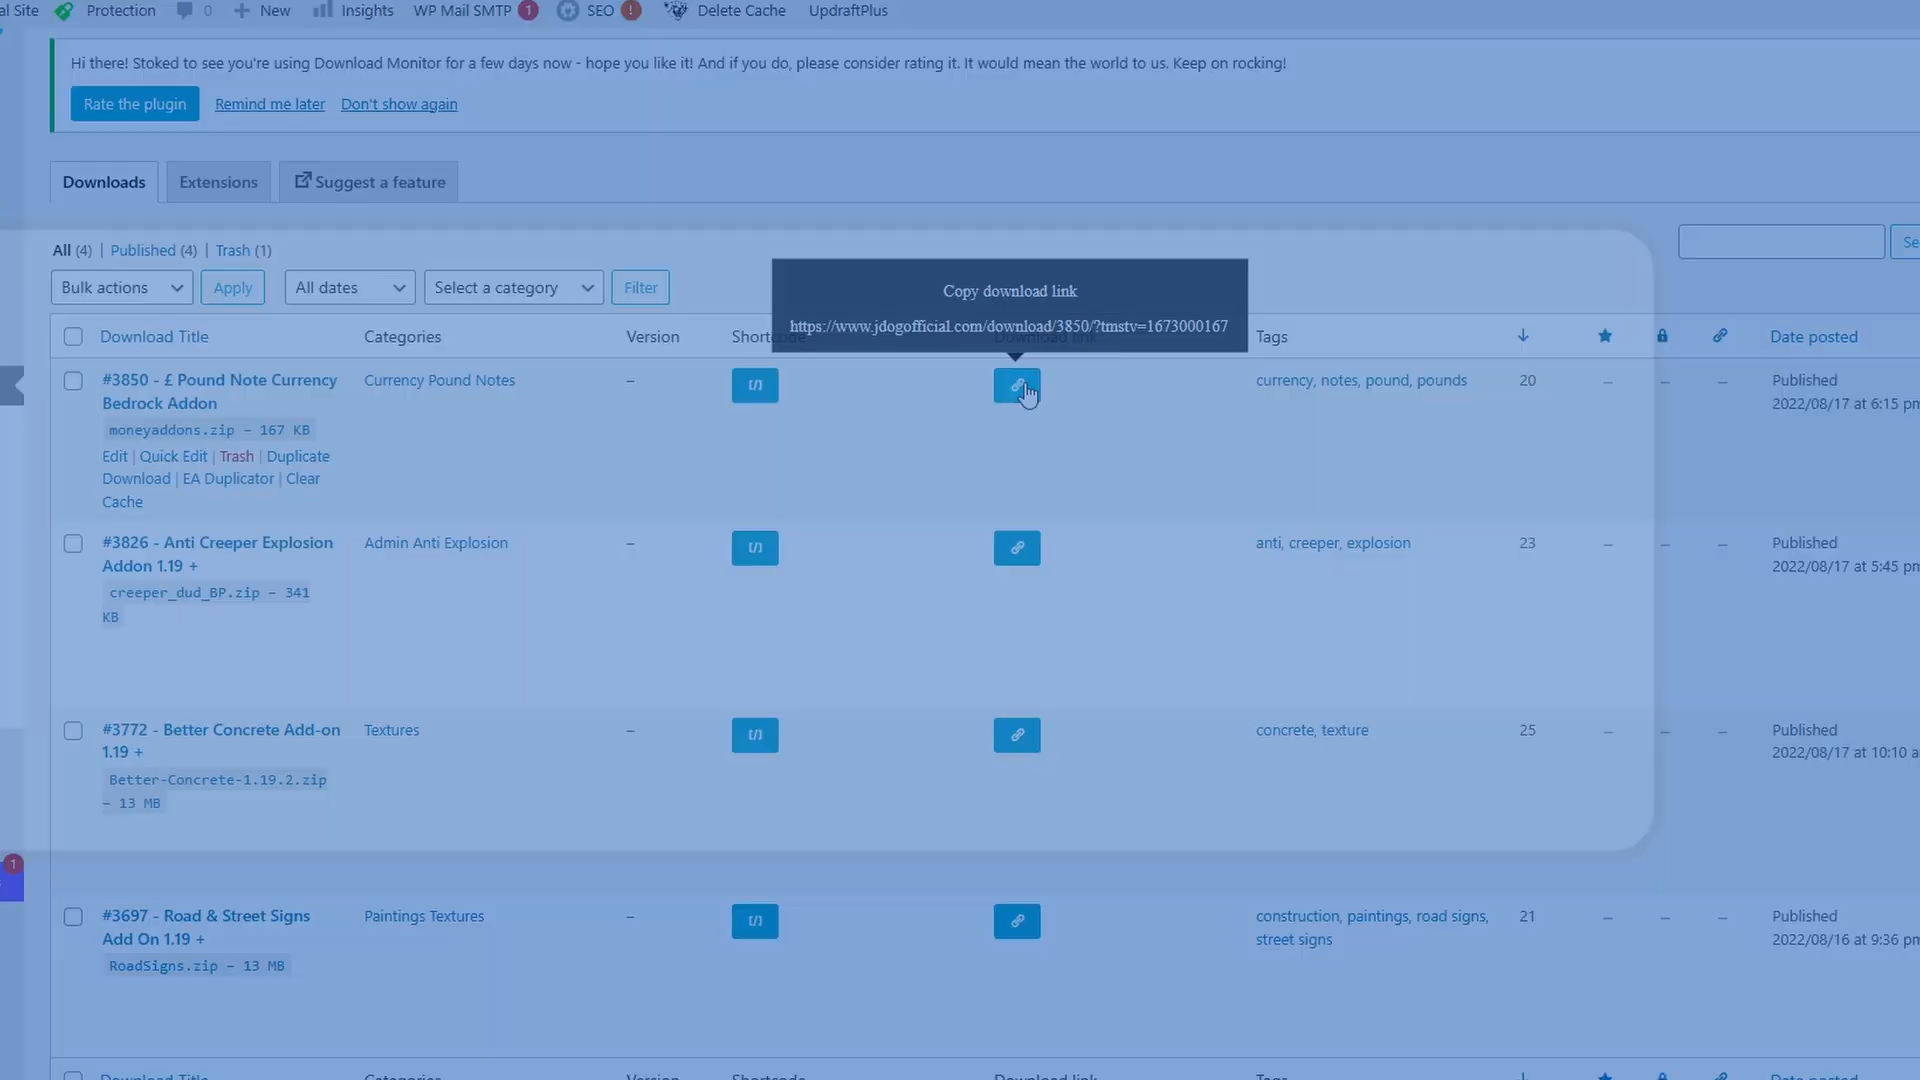 al Site Protection 0 New Insights WP Mail SMTP 1 SEO ! Delete Cache UpdraftPlus
Hi there! Stoked to see you're using Download Monitor for a few days now - hope you like it! And if you do, please consider rating it. It would mean the world to us. Keep on rocking!
Rate the plugin Remind me later Don't show again
Downloads Extensions Suggest a feature
All (4) | Published (4) | Trash (1)
Se
Bulk actions Apply All dates Select a category Filter
Copy download link
https://www.jdogofficial.com/download/3850/?tmstv=1673000167
Download Title Categories Version Shortcode Download link Tags Date posted
#3850 - £ Pound Note Currency Currency Pound Notes – currency, notes, pound, pounds 20 – – – Published
Bedrock Addon 2022/08/17 at 6:15 pm
moneyaddons.zip – 167 KB
Edit | Quick Edit | Trash | Duplicate
Download | EA Duplicator | Clear
Cache
#3826 - Anti Creeper Explosion Admin Anti Explosion – anti, creeper, explosion 23 – – – Published
Addon 1.19 + 2022/08/17 at 5:45 pm
creeper_dud_BP.zip – 341
KB
#3772 - Better Concrete Add-on Textures – concrete, texture 25 – – – Published
1.19 + 2022/08/17 at 10:10 a
Better-Concrete-1.19.2.zip
– 13 MB
1
#3697 - Road & Street Signs Paintings Textures – construction, paintings, road signs, 21 – – – Published
Add On 1.19 + street signs 2022/08/16 at 9:36 pm
RoadSigns.zip – 13 MB
Download Title Categories Version Shortcode Download link Tags Date posted